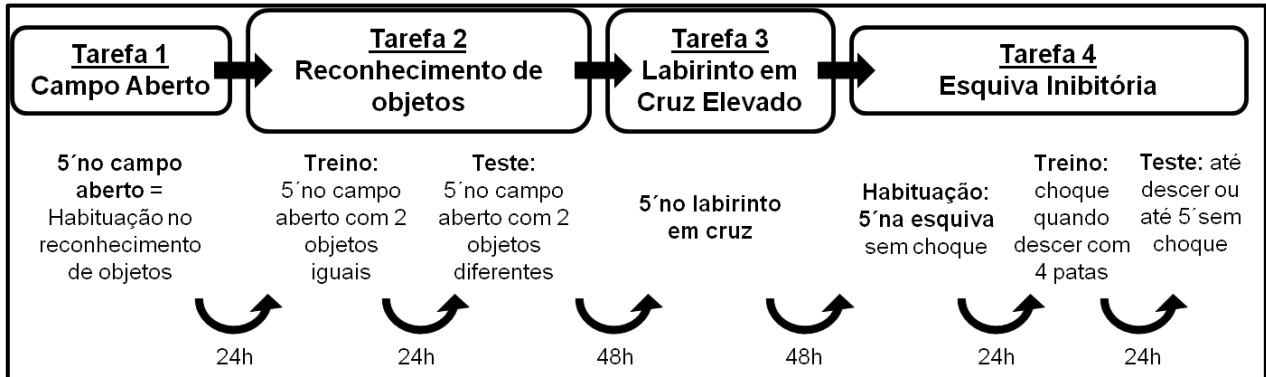 Tarefa 1
Campo Aberto
Tarefa 2
Reconhecimento de
objetos
Tarefa 3
Labirinto em
Cruz Elevado
Tarefa 4
Esquiva Inibitória
5´no campo
aberto =
Habituação no
reconhecimento
de objetos
Treino:
5´no campo
aberto com 2
objetos
iguais
Teste:
5´no campo
aberto com 2
objetos
diferentes
5´no labirinto
em cruz
Habituação:
5´na esquiva
sem choque
Treino:
choque
quando
descer com
4 patas
Teste: até
descer ou
até 5´sem
choque
24h
24h
48h
48h
24h
24h